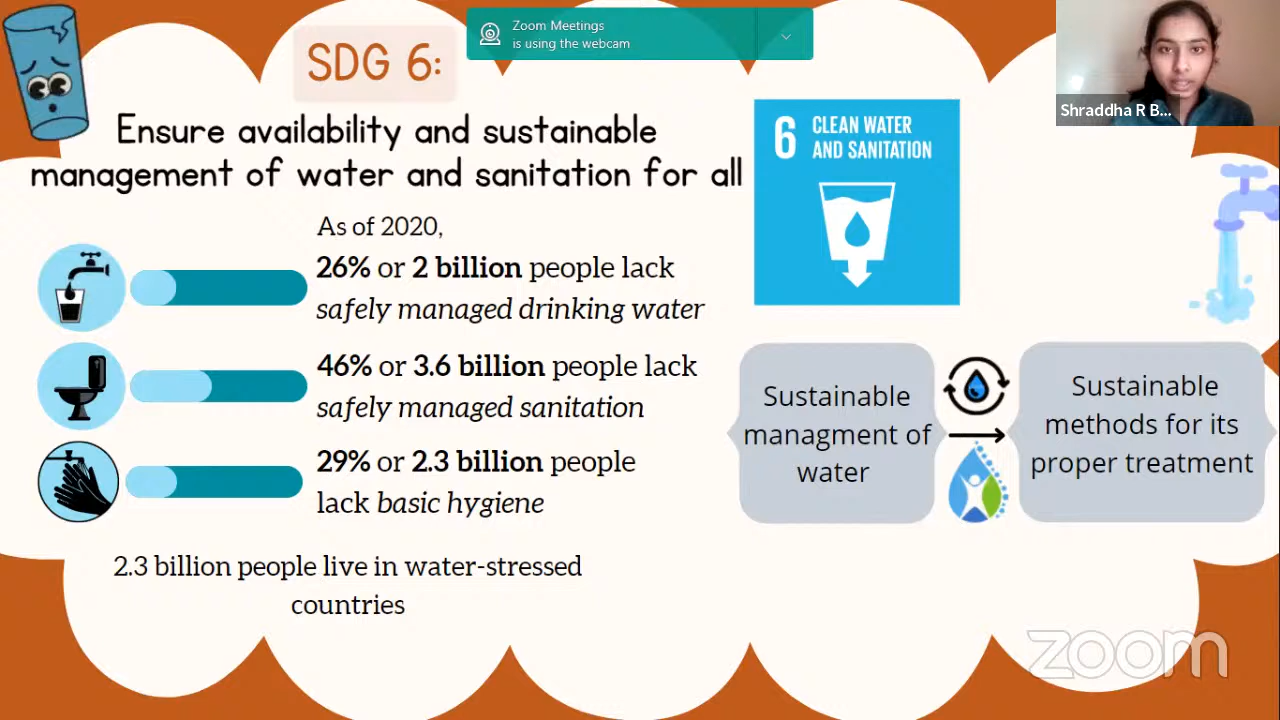 Zoom Meetings
is using the webcam
SDG 6:
Shraddha R B...
Ensure availability and sustainable
management of water and sanitation for all
6 CLEAN WATER
AND SANITATION
As of 2020,
26% or 2 billion people lack
safely managed drinking water
46% or 3.6 billion people lack
safely managed sanitation
29% or 2.3 billion people
lack basic hygiene
Sustainable
managment of
water
Sustainable
methods for its
proper treatment
2.3 billion people live in water-stressed
countries
zoom